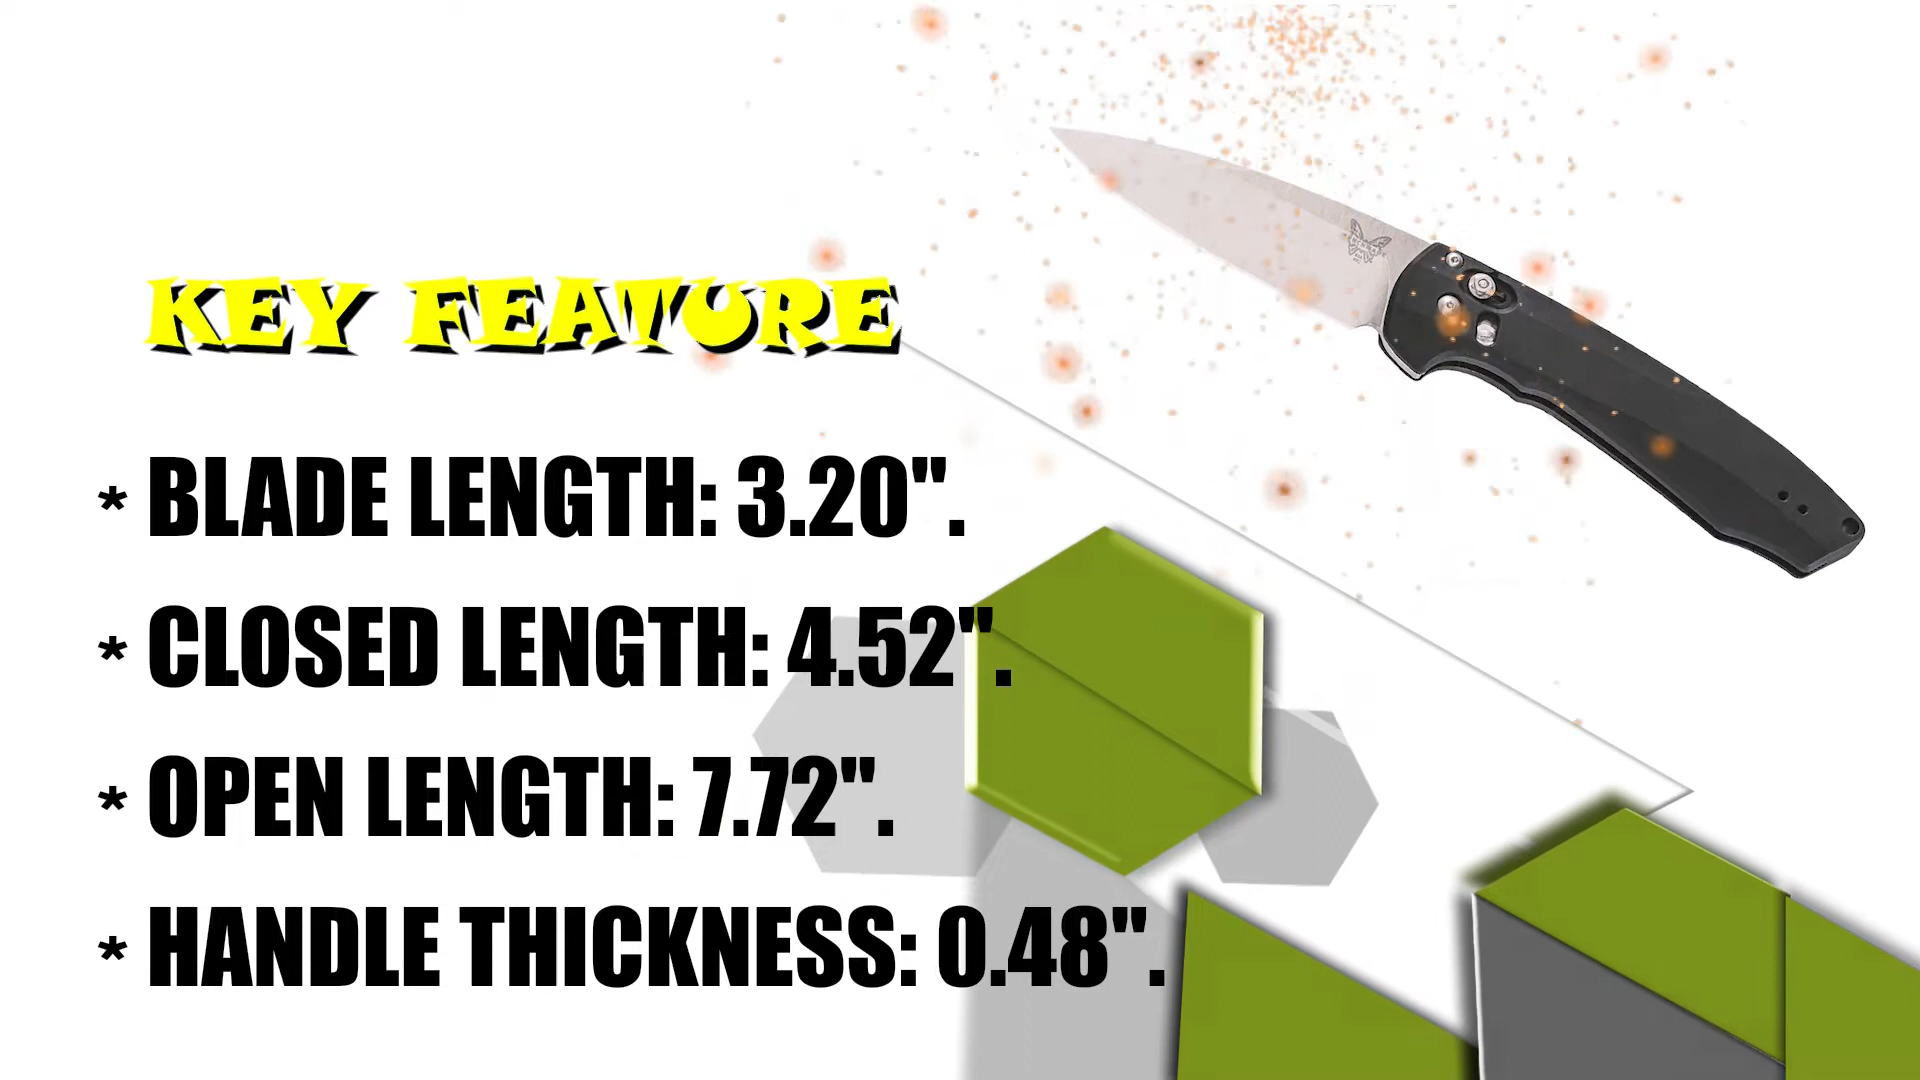 KEY FEATURE
* BLADE LENGTH: 3.20".
* CLOSED LENGTH: 4.52".
* OPEN LENGTH: 7.72".
* HANDLE THICKNESS: 0.48".